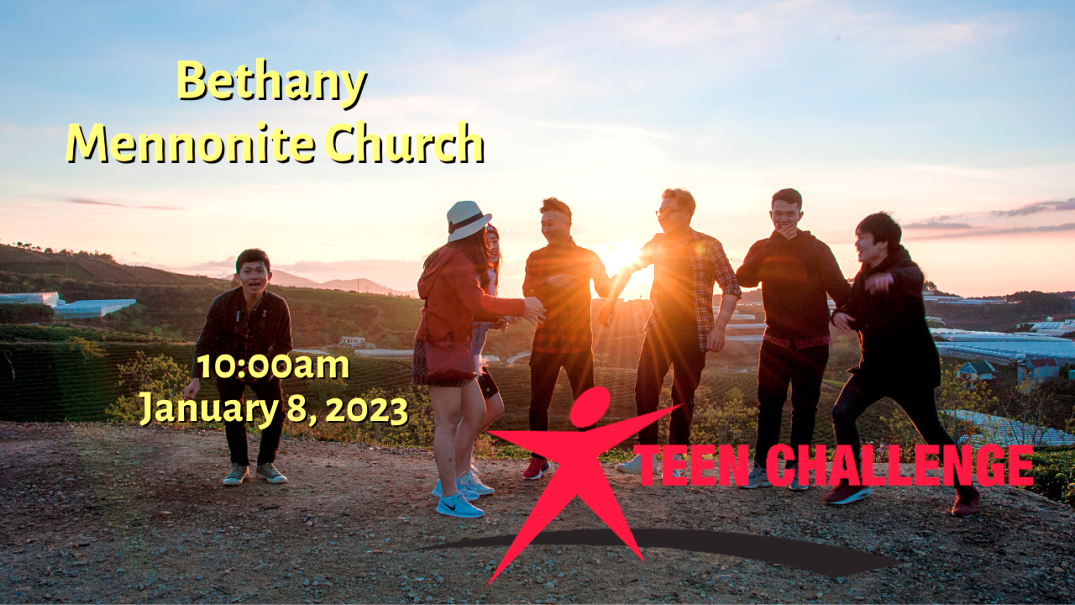 Bethany
Mennonite Church
10:00am
January 8, 2023
TEEN CHALLENGE